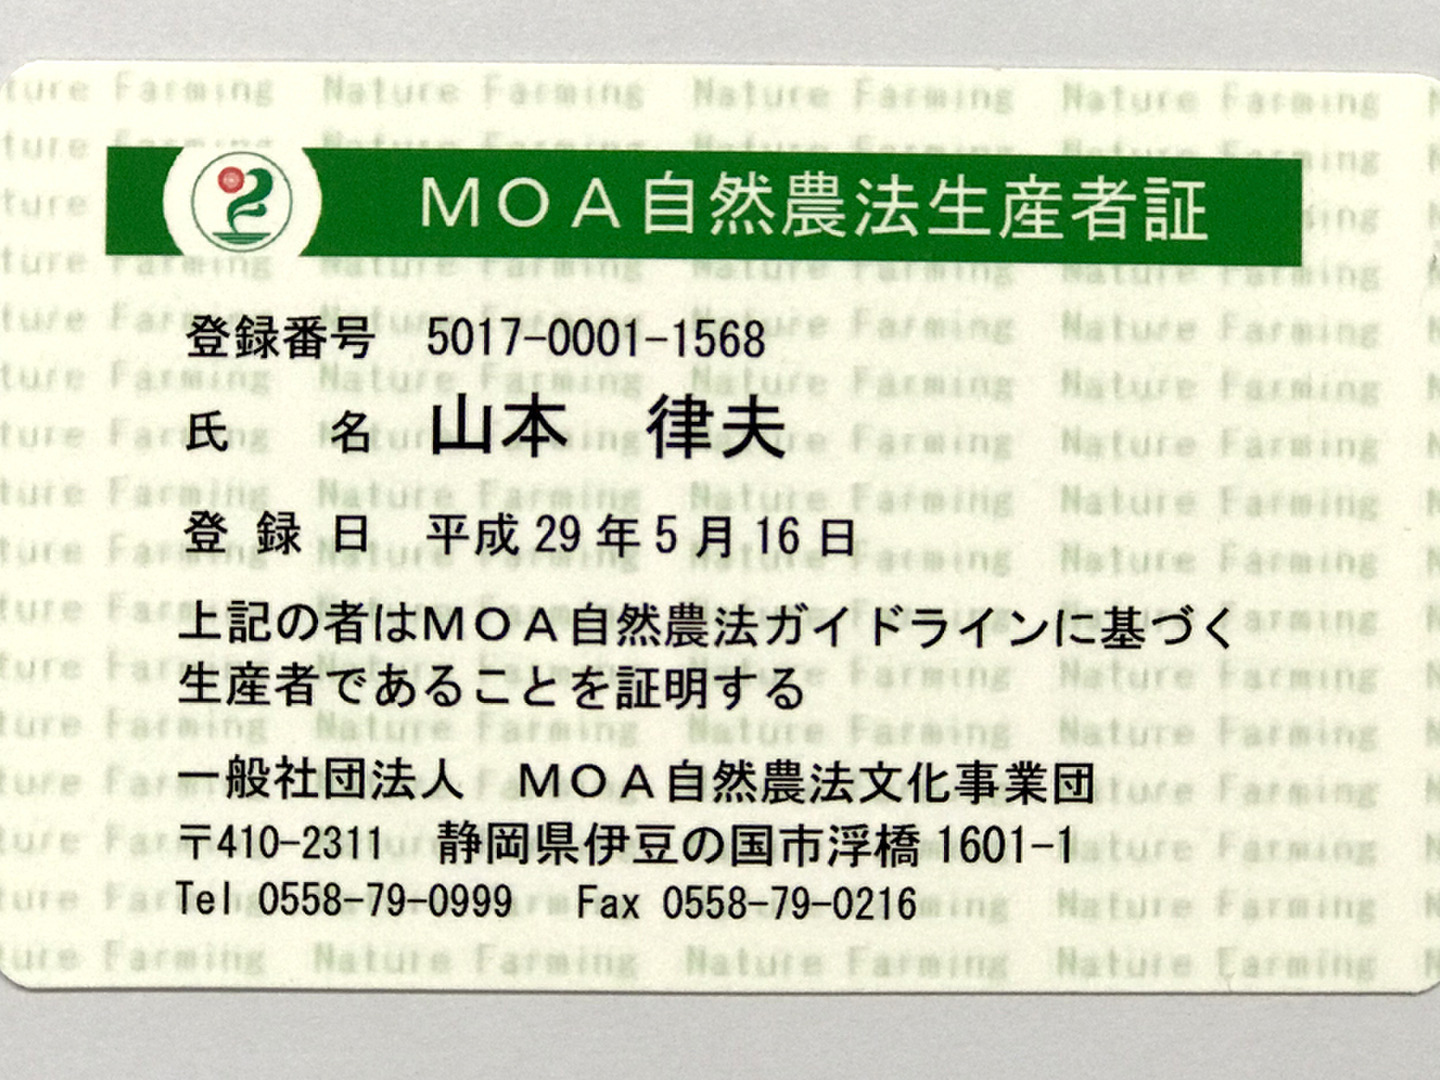 MOA自然農法生産者証
登録番号 5017-0001-1568
氏 名 山本 律夫
登録日 平成29年5月16日
上記の者はMOA自然農法ガイドラインに基づく
生産者であることを証明する
一般社団法人 MOA自然農法文化事業団
〒410-2311 静岡県伊豆の国市浮橋1601-1
Tel 0558-79-0999 Fax 0558-79-0216